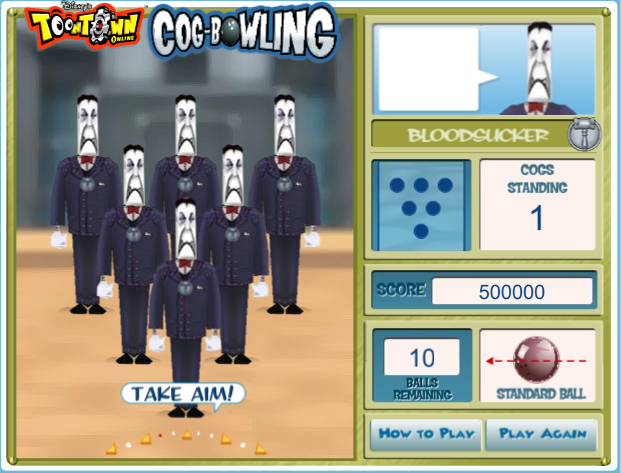 Disney's
TOONTOWN
ONLINE
COG-BOWLING
BLOODSUCKER
COGS
STANDING
1
SCORE 500000
10
BALLS
REMAINING
STANDARD BALL
TAKE AIM!
HOW TO PLAY PLAY AGAIN